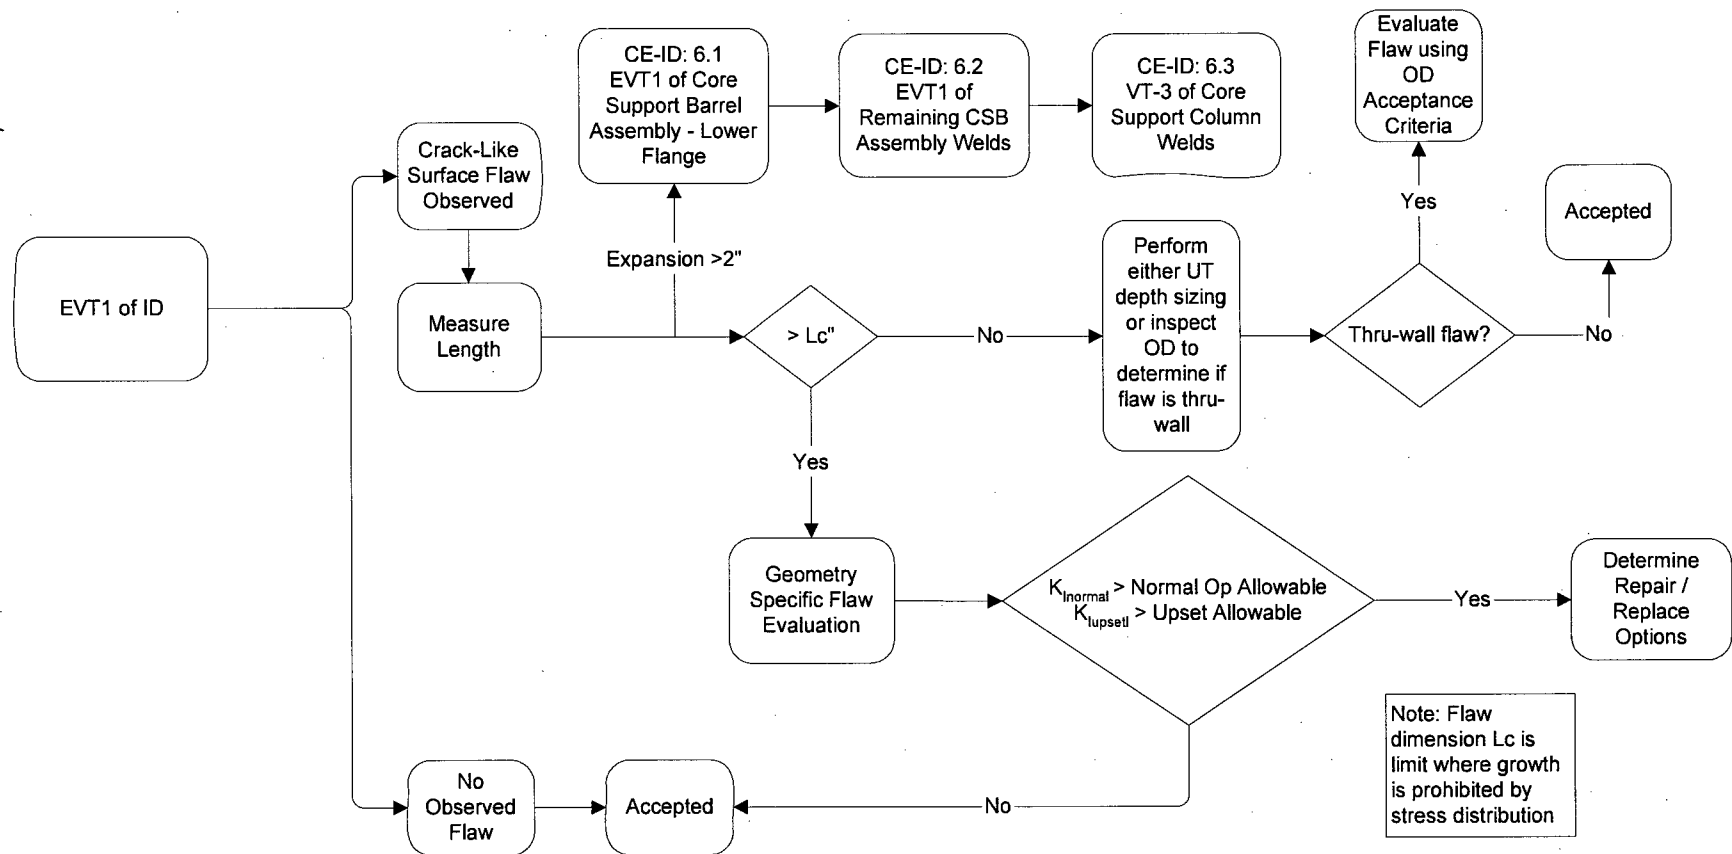 EVT1 of ID
Crack-Like
Surface Flaw
Observed
Measure
Length
CE-ID: 6.1
EVT1 of Core
Support Barrel
Assembly - Lower
Flange
CE-ID: 6.2
EVT1 of
Remaining CSB
Assembly Welds
CE-ID: 6.3
VT-3 of Core
Support Column
Welds
Expansion >2"
> Lc"
No
Perform
either UT
depth sizing
or inspect
OD to
determine if
flaw is thru-
wall
Thru-wall flaw?
Yes
Evaluate
Flaw using
OD
Acceptance
Criteria
No
Accepted
Yes
Geometry
Specific Flaw
Evaluation
KInormal > Normal Op Allowable
KIupsetl > Upset Allowable
Yes
Determine
Repair /
Replace
Options
No
No
Observed
Flaw
Accepted
Note: Flaw
dimension Lc is
limit where growth
is prohibited by
stress distribution